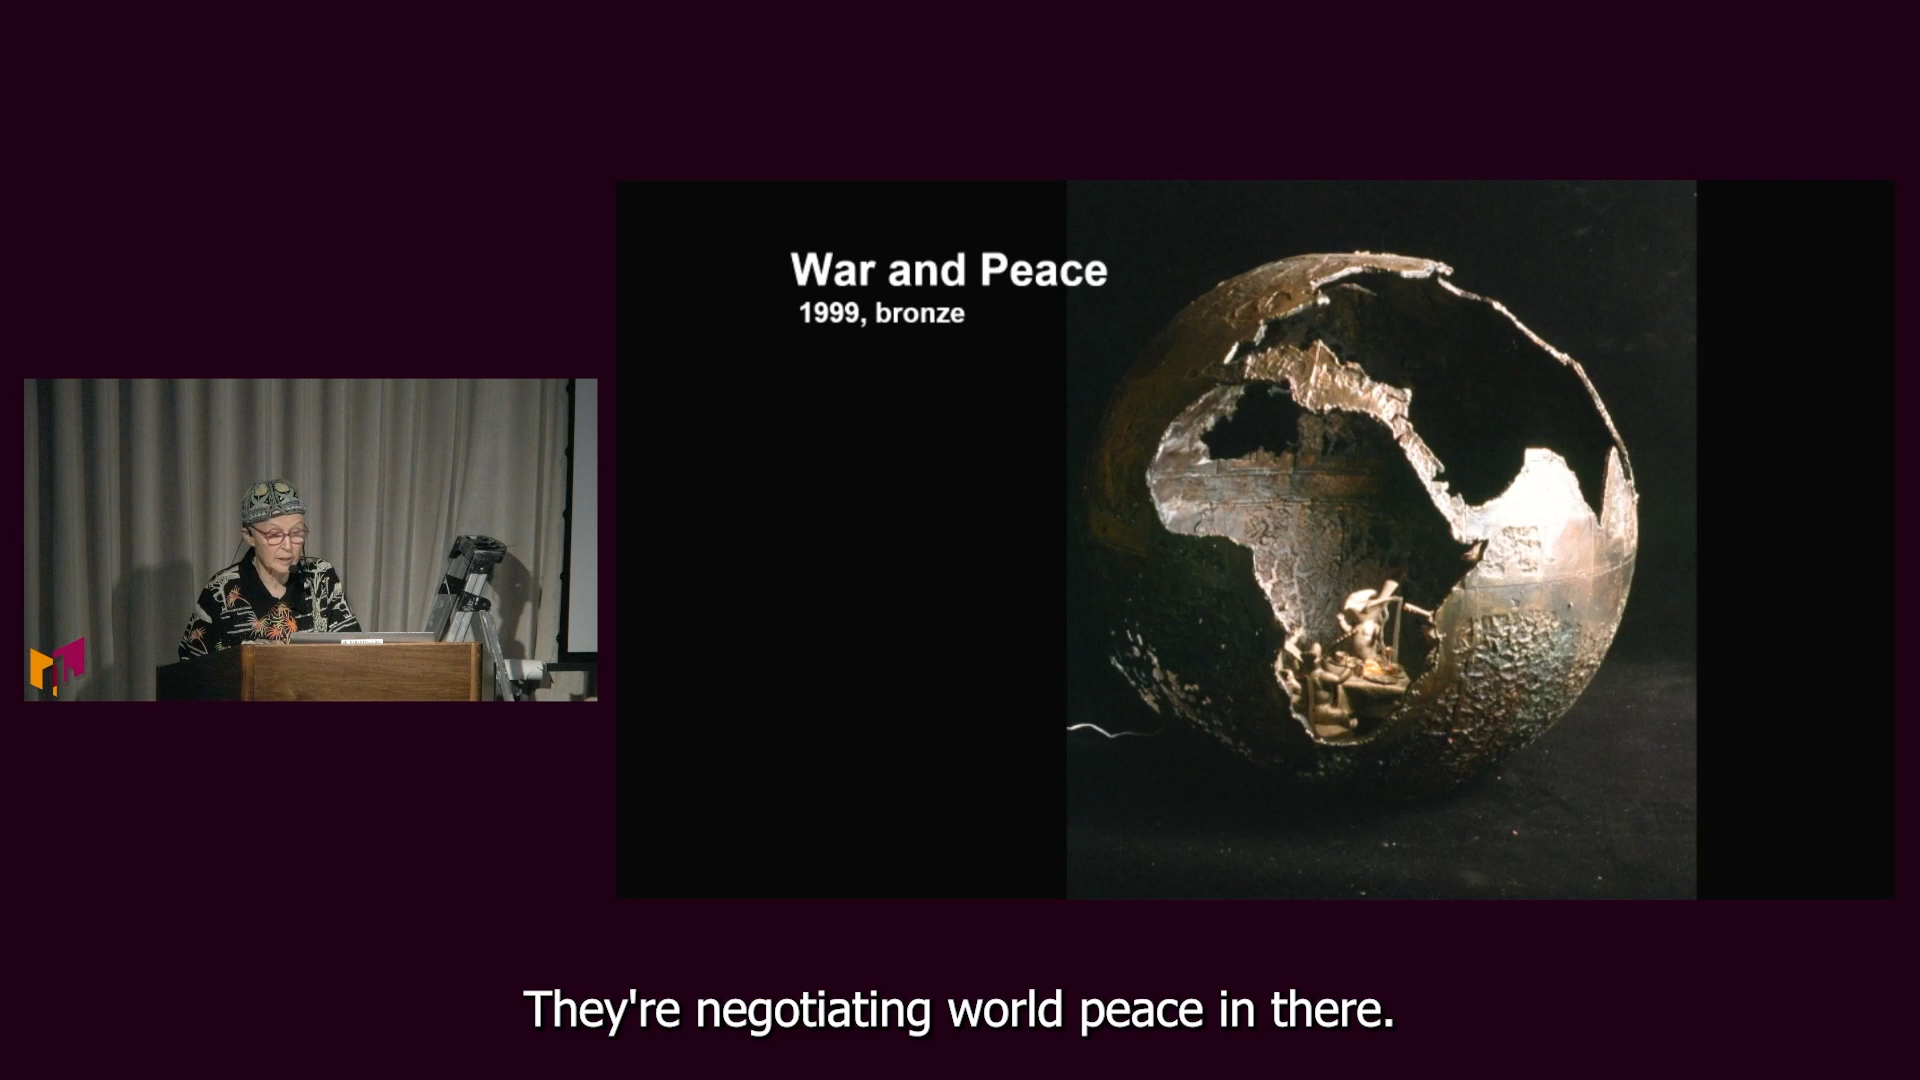 War and Peace
1999, bronze
They're negotiating world peace in there.